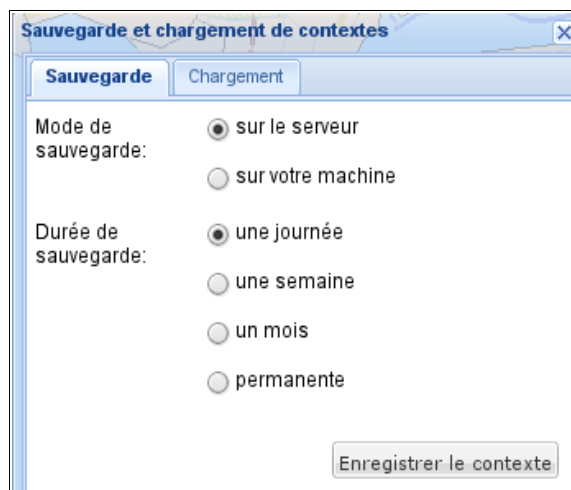 Sauvegarde et chargement de contextes
Sauvegarde
Chargement
Mode de
sauvegarde:
sur le serveur
sur votre machine
Durée de
sauvegarde:
une journée
une semaine
un mois
permanente
Enregistrer le contexte